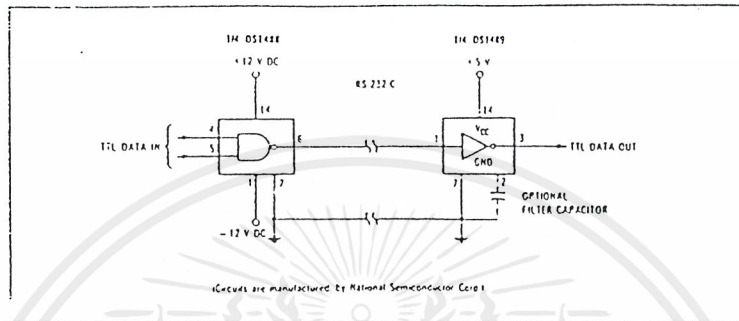 1/4 DS1488
+12 V DC
14
TTL DATA IN
4
5
6
1
7
-12 V DC
RS 232 C
1/4 DS1489
+5 V
14
VCC
GND
1
3
TTL DATA OUT
7
2
OPTIONAL
FILTER CAPACITOR
(Circuits are manufactured by National Semiconductor Corp)